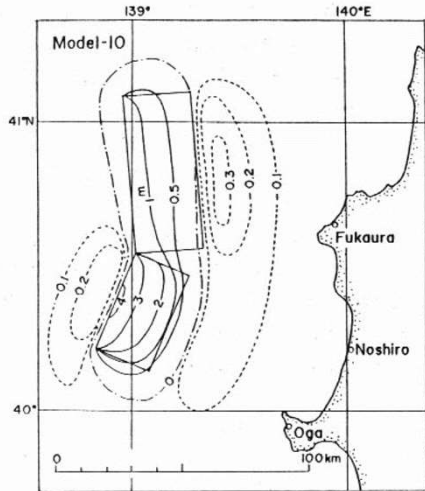 139°
140°E
Model-10
41°N
-0.3
-0.2
-0.1
m
1
0.5
Fukaura
-0.1
-0.2
4
3
2
Noshiro
0
40°
Oga
0
100km